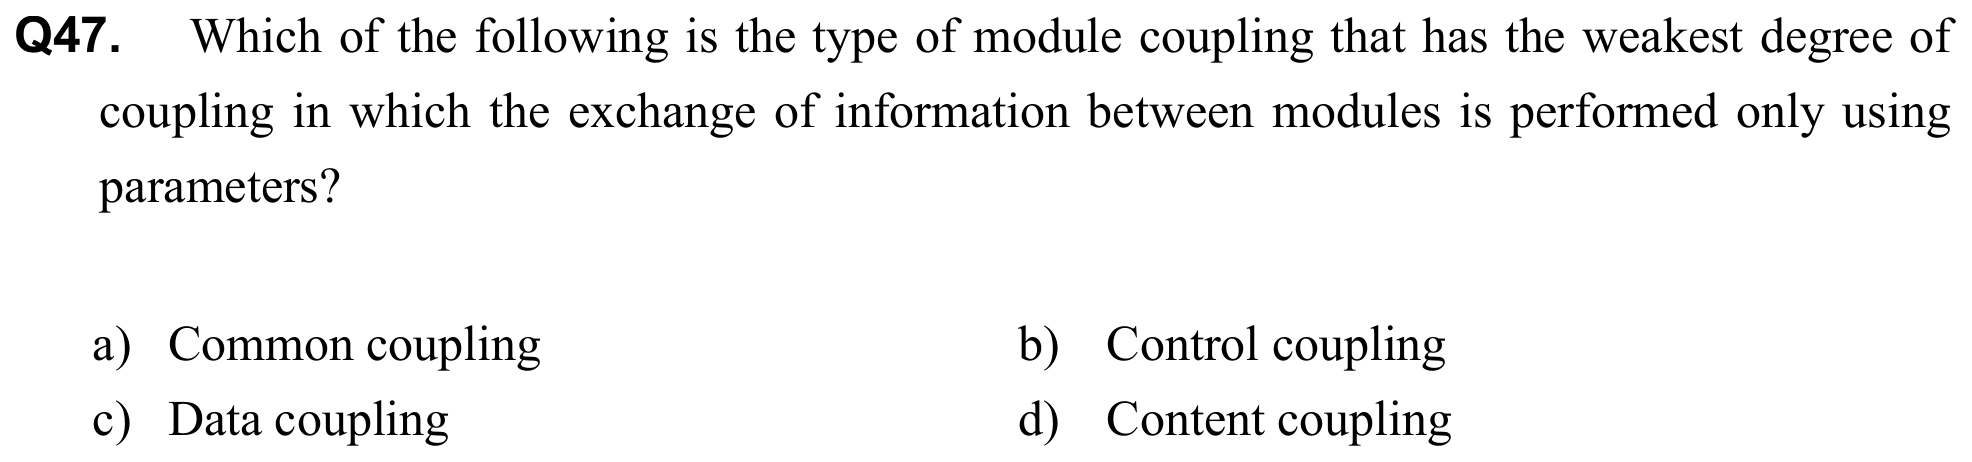 Q47. Which of the following is the type of module coupling that has the weakest degree of
coupling in which the exchange of information between modules is performed only using
parameters?
a) Common coupling b) Control coupling
c) Data coupling d) Content coupling